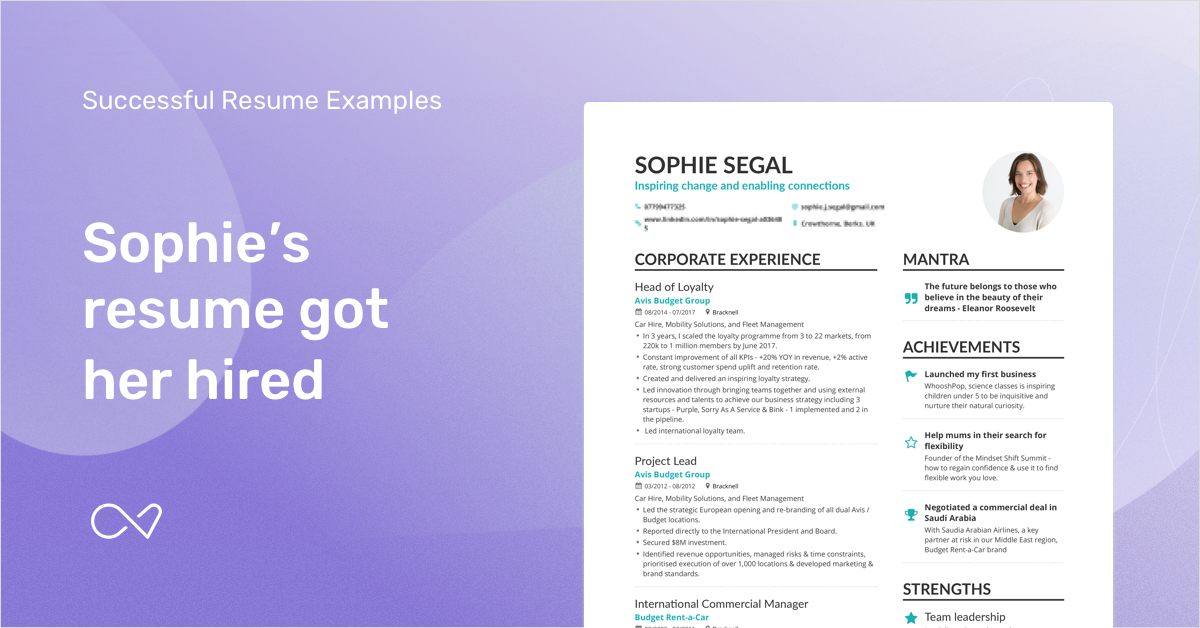 Successful Resume Examples
Sophie’s
resume got
her hired
SOPHIE SEGAL
Inspiring change and enabling connections
CORPORATE EXPERIENCE
Head of Loyalty
Avis Budget Group
08/2014 - 07/2017 Bracknell
Car Hire, Mobility Solutions, and Fleet Management
• In 3 years, I scaled the loyalty programme from 3 to 22 markets, from
220k to 1 million members by June 2017.
• Constant improvement of all KPIs - +20% YOY in revenue, +2% active
rate, strong customer spend uplift and retention rate.
• Created and delivered an inspiring loyalty strategy.
• Led innovation through bringing teams together and using external
resources and talents to achieve our business strategy including 3
startups - Purple, Sorry As A Service & Bink - 1 implemented and 2 in
the pipeline.
• Led international loyalty team.
Project Lead
Avis Budget Group
03/2012 - 08/2012 Bracknell
Car Hire, Mobility Solutions, and Fleet Management
• Led the strategic European opening and re-branding of all dual Avis /
Budget locations.
• Reported directly to the International President and Board.
• Secured $8M investment.
• Identified revenue opportunities, managed risks & time constraints,
prioritised execution of over 1,000 locations & developed marketing &
brand standards.
International Commercial Manager
Budget Rent-a-Car
MANTRA
The future belongs to those who
believe in the beauty of their
dreams - Eleanor Roosevelt
ACHIEVEMENTS
Launched my first business
WhooshPop, science classes is inspiring
children under 5 to be inquisitive and
nurture their natural curiosity.
Help mums in their search for
flexibility
Founder of the Mindset Shift Summit -
how to regain confidence & use it to find
flexible work you love.
Negotiated a commercial deal in
Saudi Arabia
With Saudia Arabian Airlines, a key
partner at risk in our Middle East region,
Budget Rent-a-Car brand
STRENGTHS
Team leadership